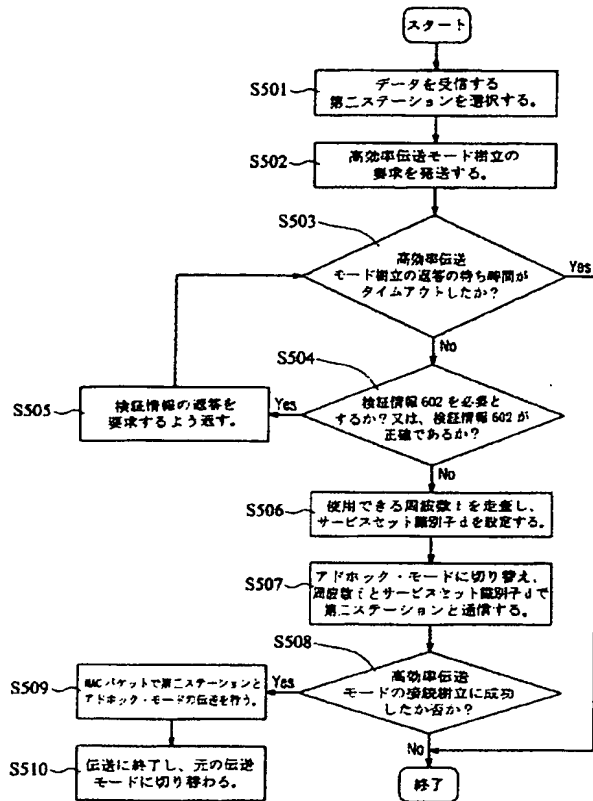 スタート
S501
データを受信する
第二ステーションを選択する。
S502
高効率伝送モード樹立の
要求を発送する。
S503
高効率伝送
モード樹立の返答の待ち時間が
タイムアウトしたか?
Yes
No
S504
検証情報602を必要と
するか?又は、検証情報602が
正確であるか?
Yes
No
S505
検証情報の返答を
要求するよう返す。
S506
使用できる周波数fを走査し、
サービスセット識別子dを設定する。
S507
アドホック・モードに切り替え、
周波数fとサービスセット識別子dで
第二ステーションと通信する。
S508
高効率伝送
モードの接続樹立に成功
したか否か?
Yes
No
S509
MACパケットで第二ステーションと
アドホック・モードの伝送を行う。
S510
伝送に終了し、元の伝送
モードに切り替わる。
終了